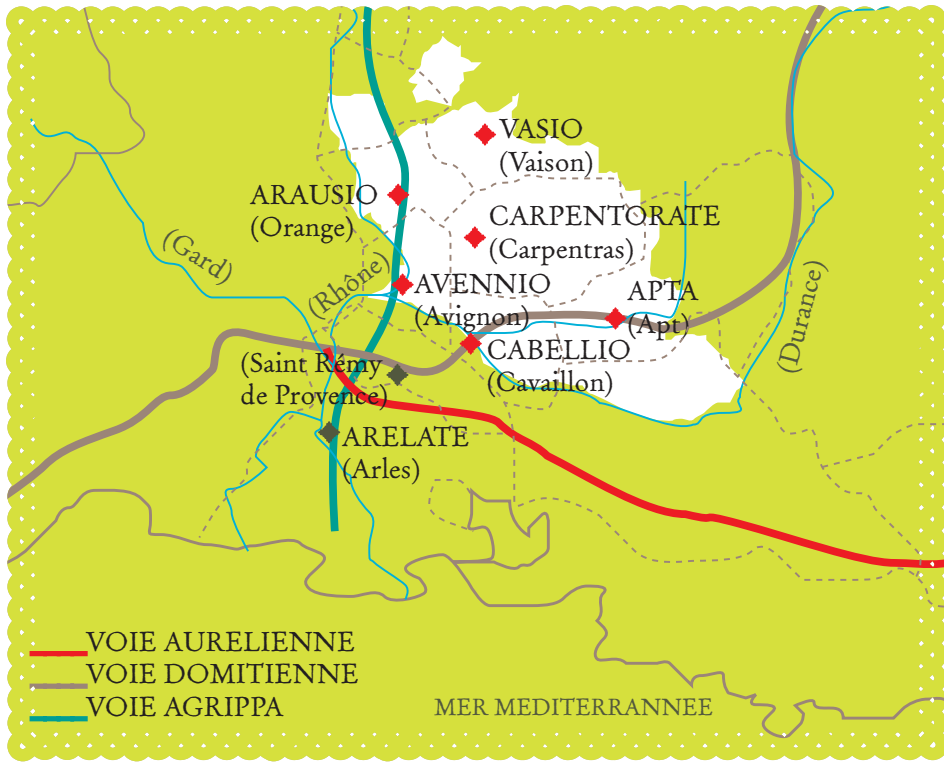 VASIO
(Vaison)
ARAUSIO
(Orange)
CARPENTORATE
(Carpentras)
(Gard)
(Rhône)
AVENNIO
(Avignon)
APTA
(Apt)
(Durance)
CABELLIO
(Cavaillon)
(Saint Rémy
de Provence)
ARELATE
(Arles)
VOIE AURELIENNE
VOIE DOMITIENNE
VOIE AGRIPPA
MER MEDITERRANNEE